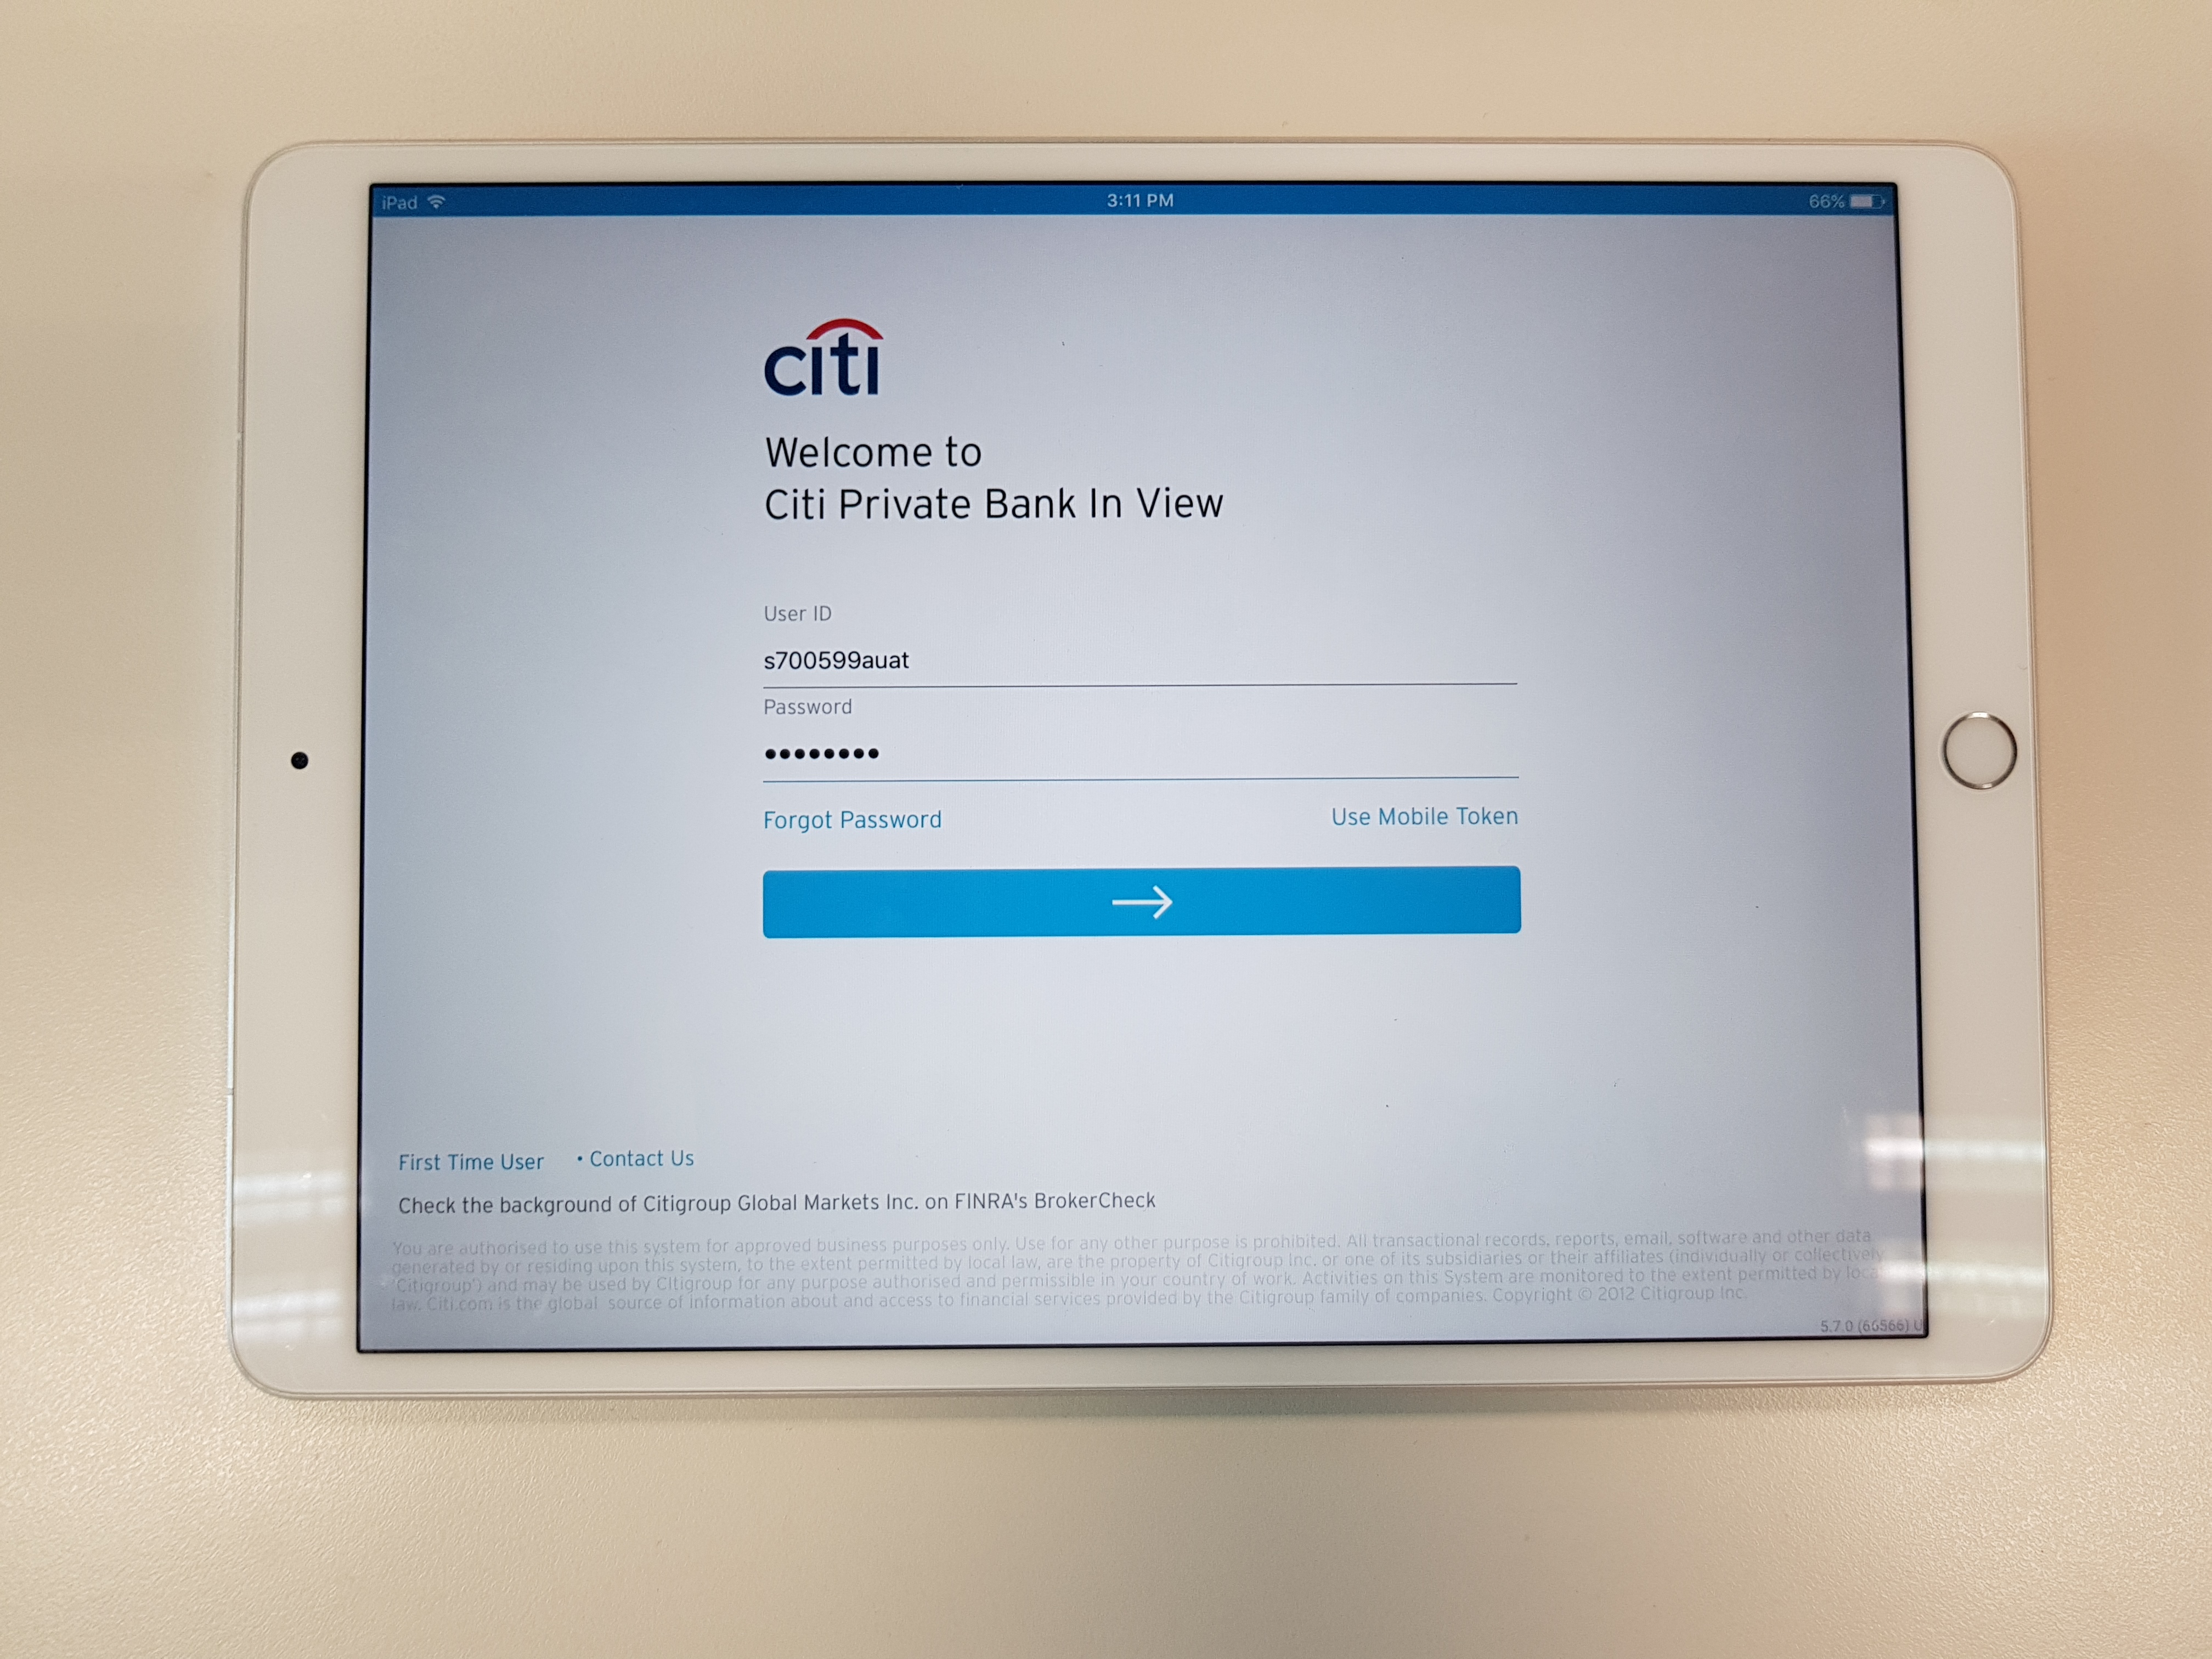 iPad 3:11 PM 66%
citi
Welcome to
Citi Private Bank In View
User ID
s700599auat
Password
••••••••
Forgot Password Use Mobile Token
First Time User • Contact Us
Check the background of Citigroup Global Markets Inc. on FINRA's BrokerCheck
You are authorised to use this system for approved business purposes only. Use for any other purpose is prohibited. All transactional records, reports, email, software and other data
generated by or residing upon this system, to the extent permitted by local law, are the property of Citigroup Inc. or one of its subsidiaries or their affiliates (individually or collectively
'Citigroup') and may be used by Citigroup for any purpose authorised and permissible in your country of work. Activities on this System are monitored to the extent permitted by local
law. Citi.com is the global source of information about and access to financial services provided by the Citigroup family of companies. Copyright © 2012 Citigroup Inc.
5.7.0 (66566) U